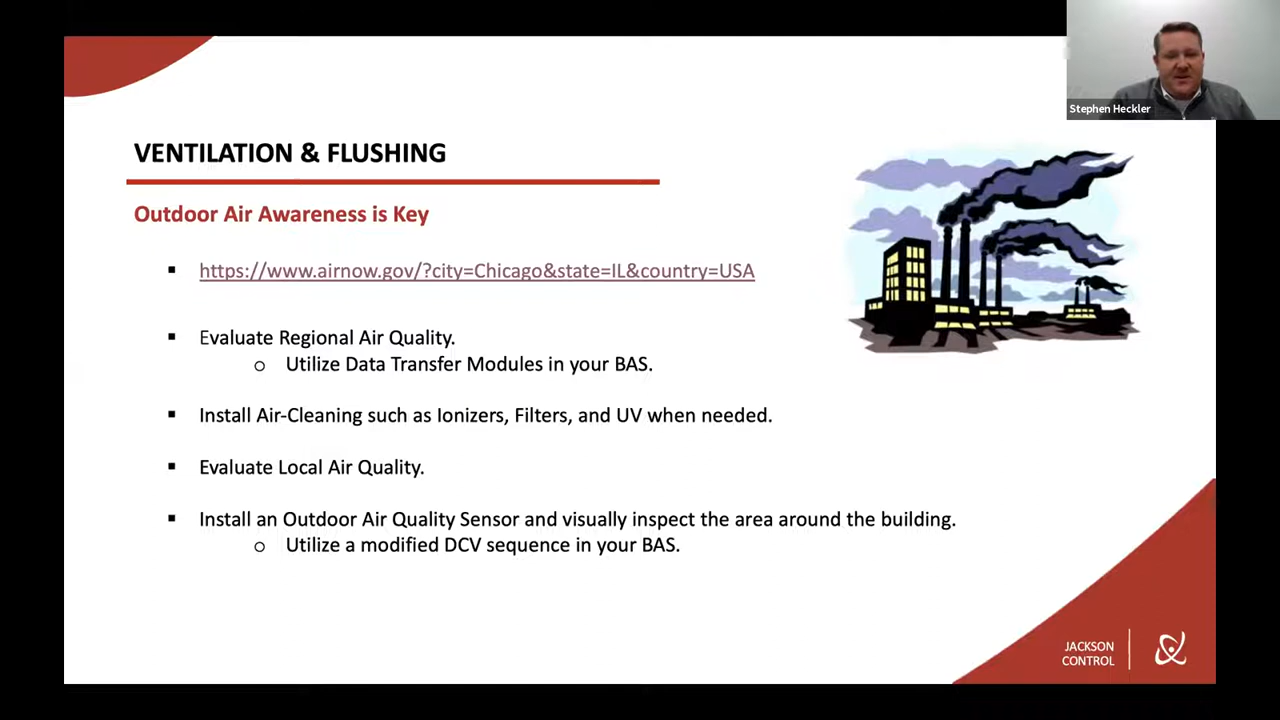 Stephen Heckler
VENTILATION & FLUSHING
Outdoor Air Awareness is Key
▪ https://www.airnow.gov/?city=Chicago&state=IL&country=USA
▪ Evaluate Regional Air Quality.
o Utilize Data Transfer Modules in your BAS.
▪ Install Air-Cleaning such as Ionizers, Filters, and UV when needed.
▪ Evaluate Local Air Quality.
▪ Install an Outdoor Air Quality Sensor and visually inspect the area around the building.
o Utilize a modified DCV sequence in your BAS.
JACKSON
CONTROL